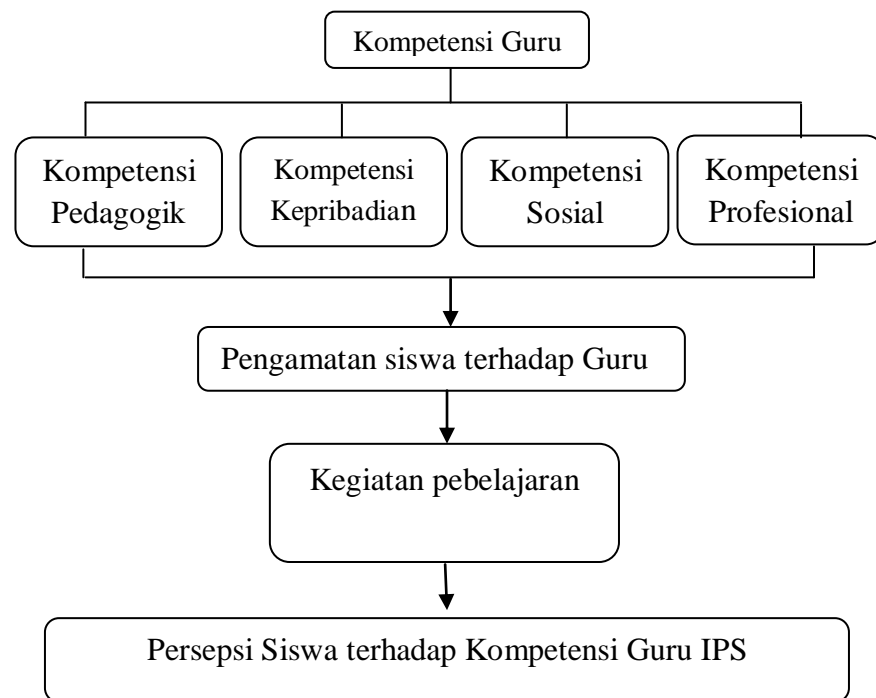 Kompetensi Guru
Kompetensi
Pedagogik
Kompetensi
Kepribadian
Kompetensi
Sosial
Kompetensi
Profesional
Pengamatan siswa terhadap Guru
Kegiatan pebelajaran
Persepsi Siswa terhadap Kompetensi Guru IPS